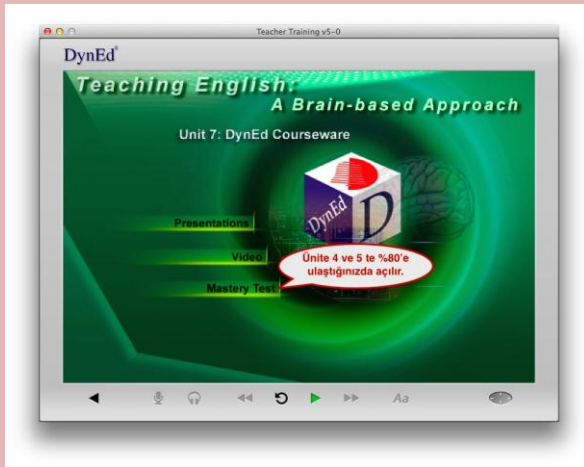 Teacher Training v5-0
DynEd®
Teaching English:
A Brain-based Approach
Unit 7: DynEd Courseware
DynEd
D
Presentations
Video
Ünite 4 ve 5 te %80'e
ulaştığınızda açılır.
Mastery Test
Aa